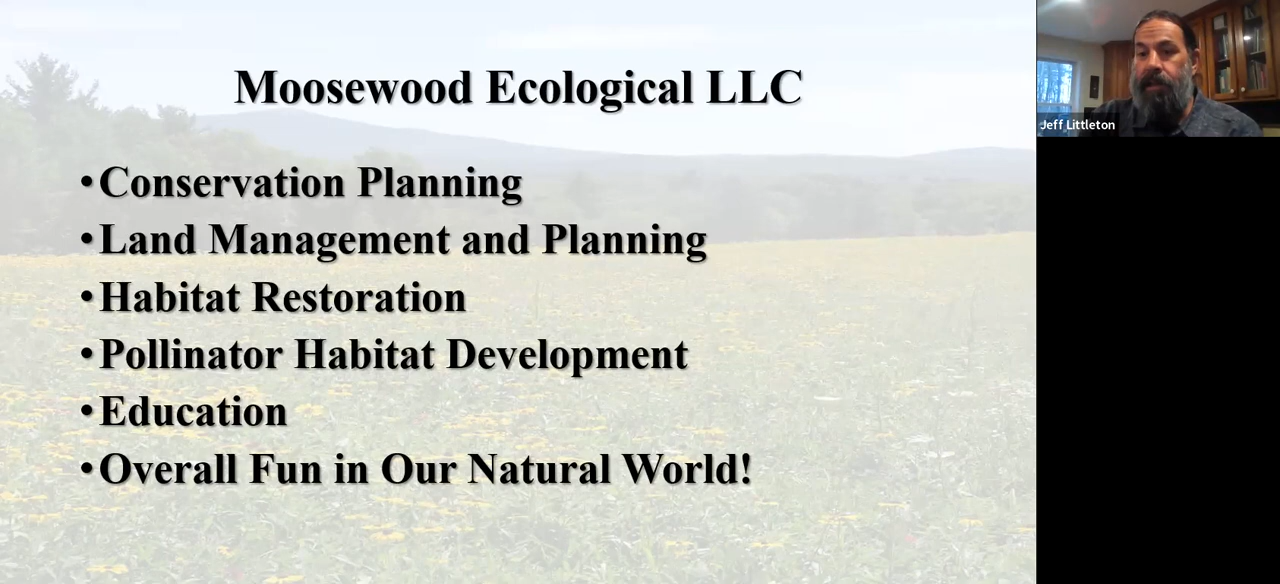 Moosewood Ecological LLC
•Conservation Planning
•Land Management and Planning
•Habitat Restoration
•Pollinator Habitat Development
•Education
•Overall Fun in Our Natural World!
Jeff Littleton